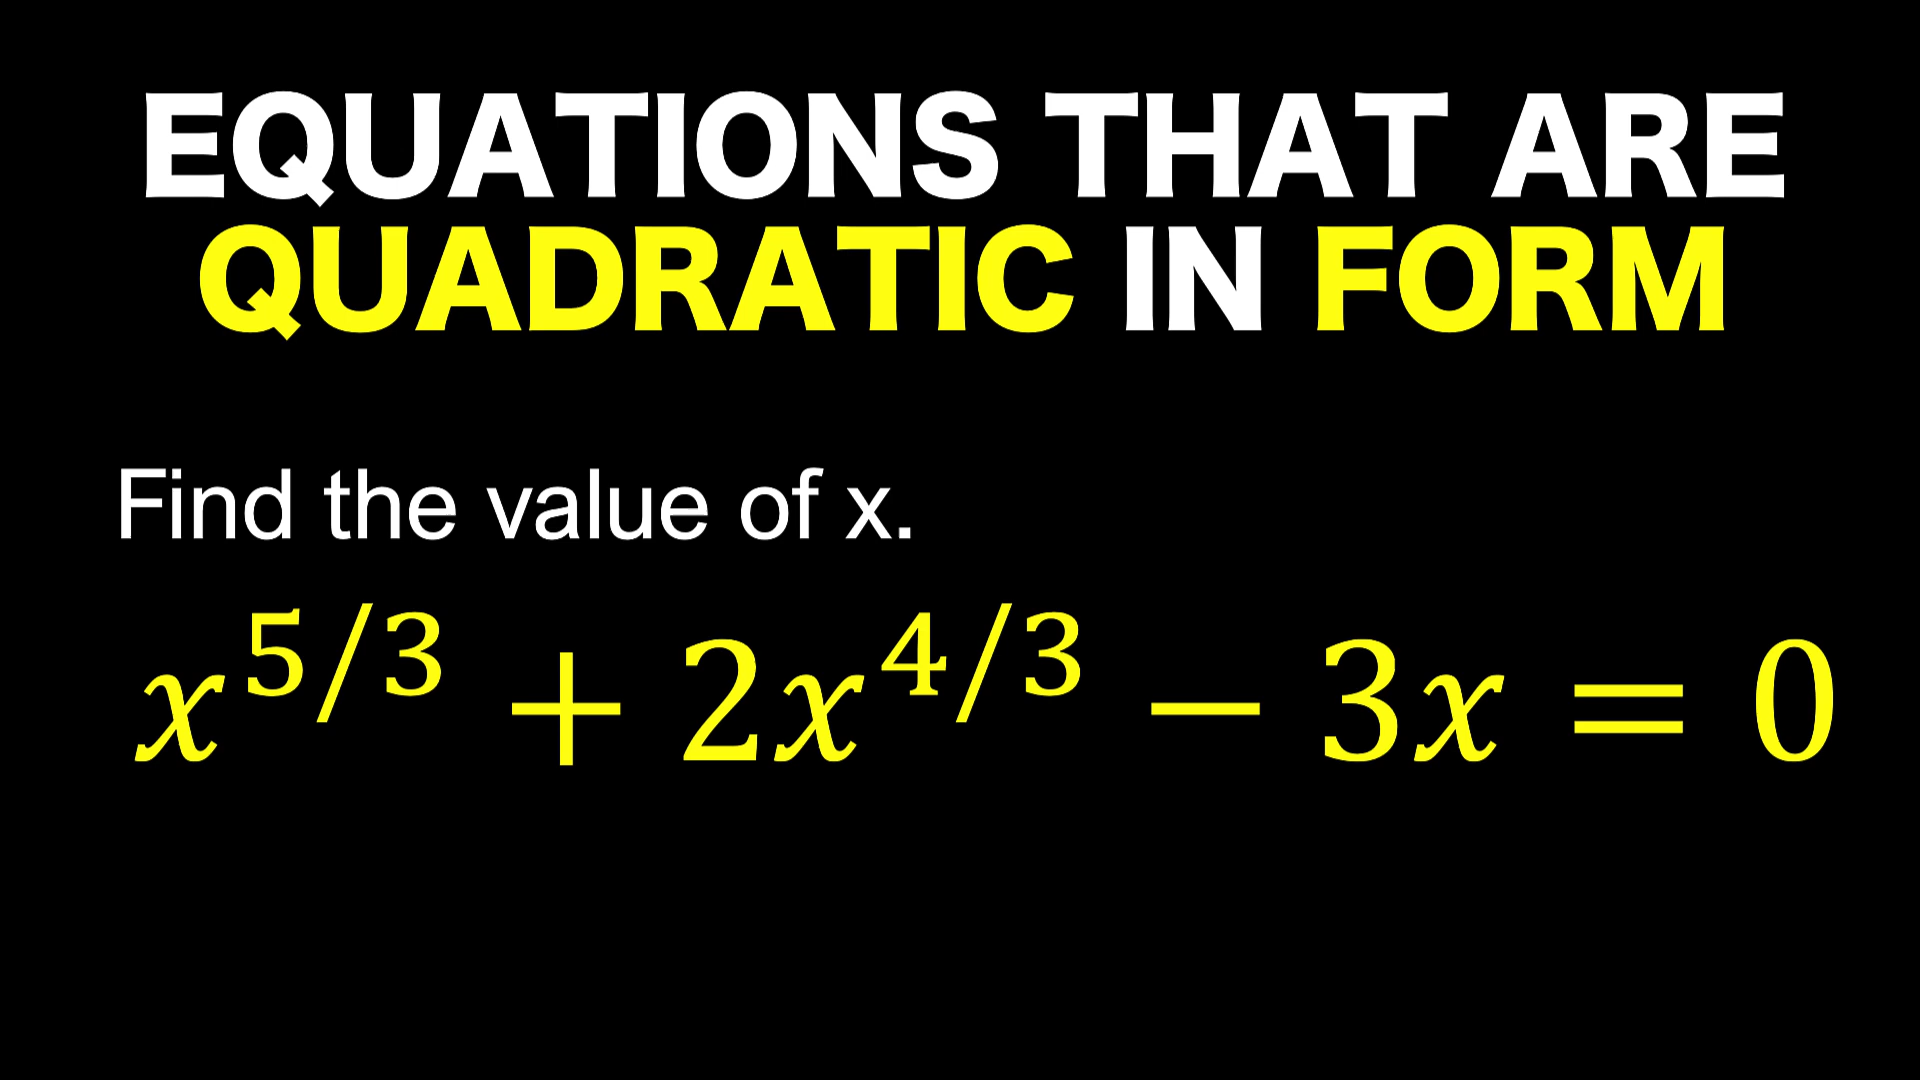 EQUATIONS THAT ARE
QUADRATIC IN FORM
Find the value of x.
x^{5/3} + 2x^{4/3} − 3x = 0